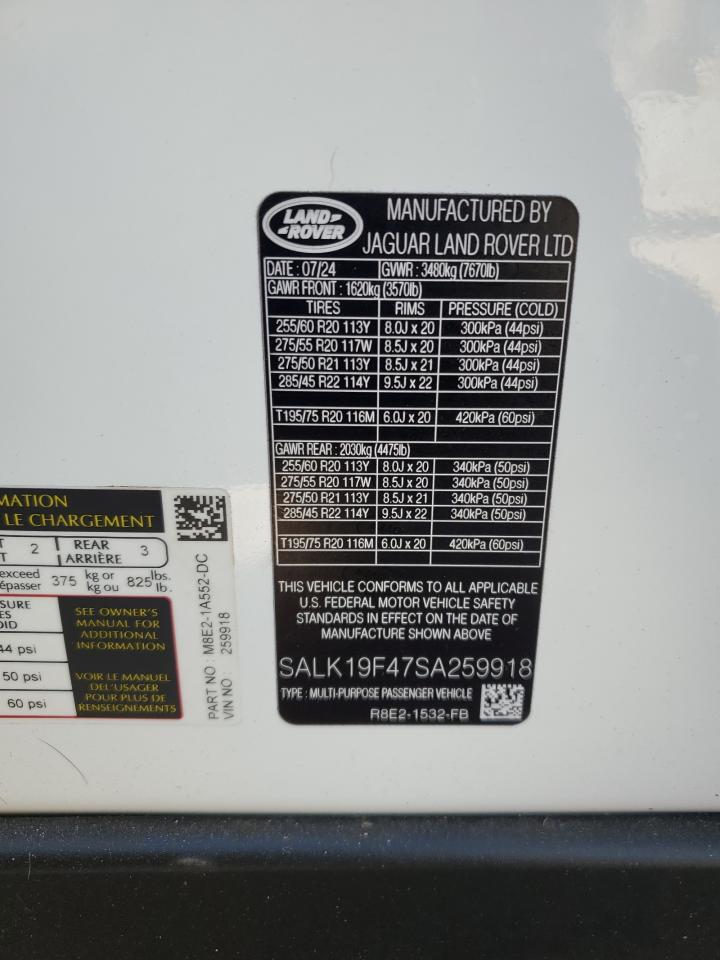 LAND-
-ROVER
MANUFACTURED BY
JAGUAR LAND ROVER LTD
DATE : 07/24 GVWR : 3480kg (7670lb)
GAWR FRONT : 1620kg (3570lb)
TIRES RIMS PRESSURE (COLD)
255/60 R20 113Y 8.0J x 20 300kPa (44psi)
275/55 R20 117W 8.5J x 20 300kPa (44psi)
275/50 R21 113Y 8.5J x 21 300kPa (44psi)
285/45 R22 114Y 9.5J x 22 300kPa (44psi)
T195/75 R20 116M 6.0J x 20 420kPa (60psi)
GAWR REAR : 2030kg (4475lb)
255/60 R20 113Y 8.0J x 20 340kPa (50psi)
275/55 R20 117W 8.5J x 20 340kPa (50psi)
275/50 R21 113Y 8.5J x 21 340kPa (50psi)
285/45 R22 114Y 9.5J x 22 340kPa (50psi)
T195/75 R20 116M 6.0J x 20 420kPa (60psi)
THIS VEHICLE CONFORMS TO ALL APPLICABLE
U.S. FEDERAL MOTOR VEHICLE SAFETY
STANDARDS IN EFFECT ON THE DATE OF
MANUFACTURE SHOWN ABOVE
SALK19F47SA259918
TYPE : MULTI-PURPOSE PASSENGER VEHICLE
R8E2-1532-FB
MATION
LE CHARGEMENT
T 2 REAR 3
T ARRIÈRE
exceed 375 kg or 825 lbs.
épasser kg ou lb.
SURE
ES
OID
44 psi
50 psi
60 psi
SEE OWNER'S
MANUAL FOR
ADDITIONAL
INFORMATION
VOIR LE MANUEL
DEL'USAGER
POUR PLUS DE
RENSEIGNEMENTS
PART NO : M8E2-1A552-DC
VIN NO : 259918